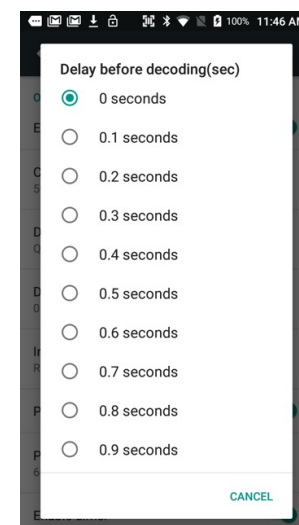 100% 11:46 AM
Delay before decoding(sec)
0 seconds
0.1 seconds
0.2 seconds
0.3 seconds
0.4 seconds
0.5 seconds
0.6 seconds
0.7 seconds
0.8 seconds
0.9 seconds
CANCEL